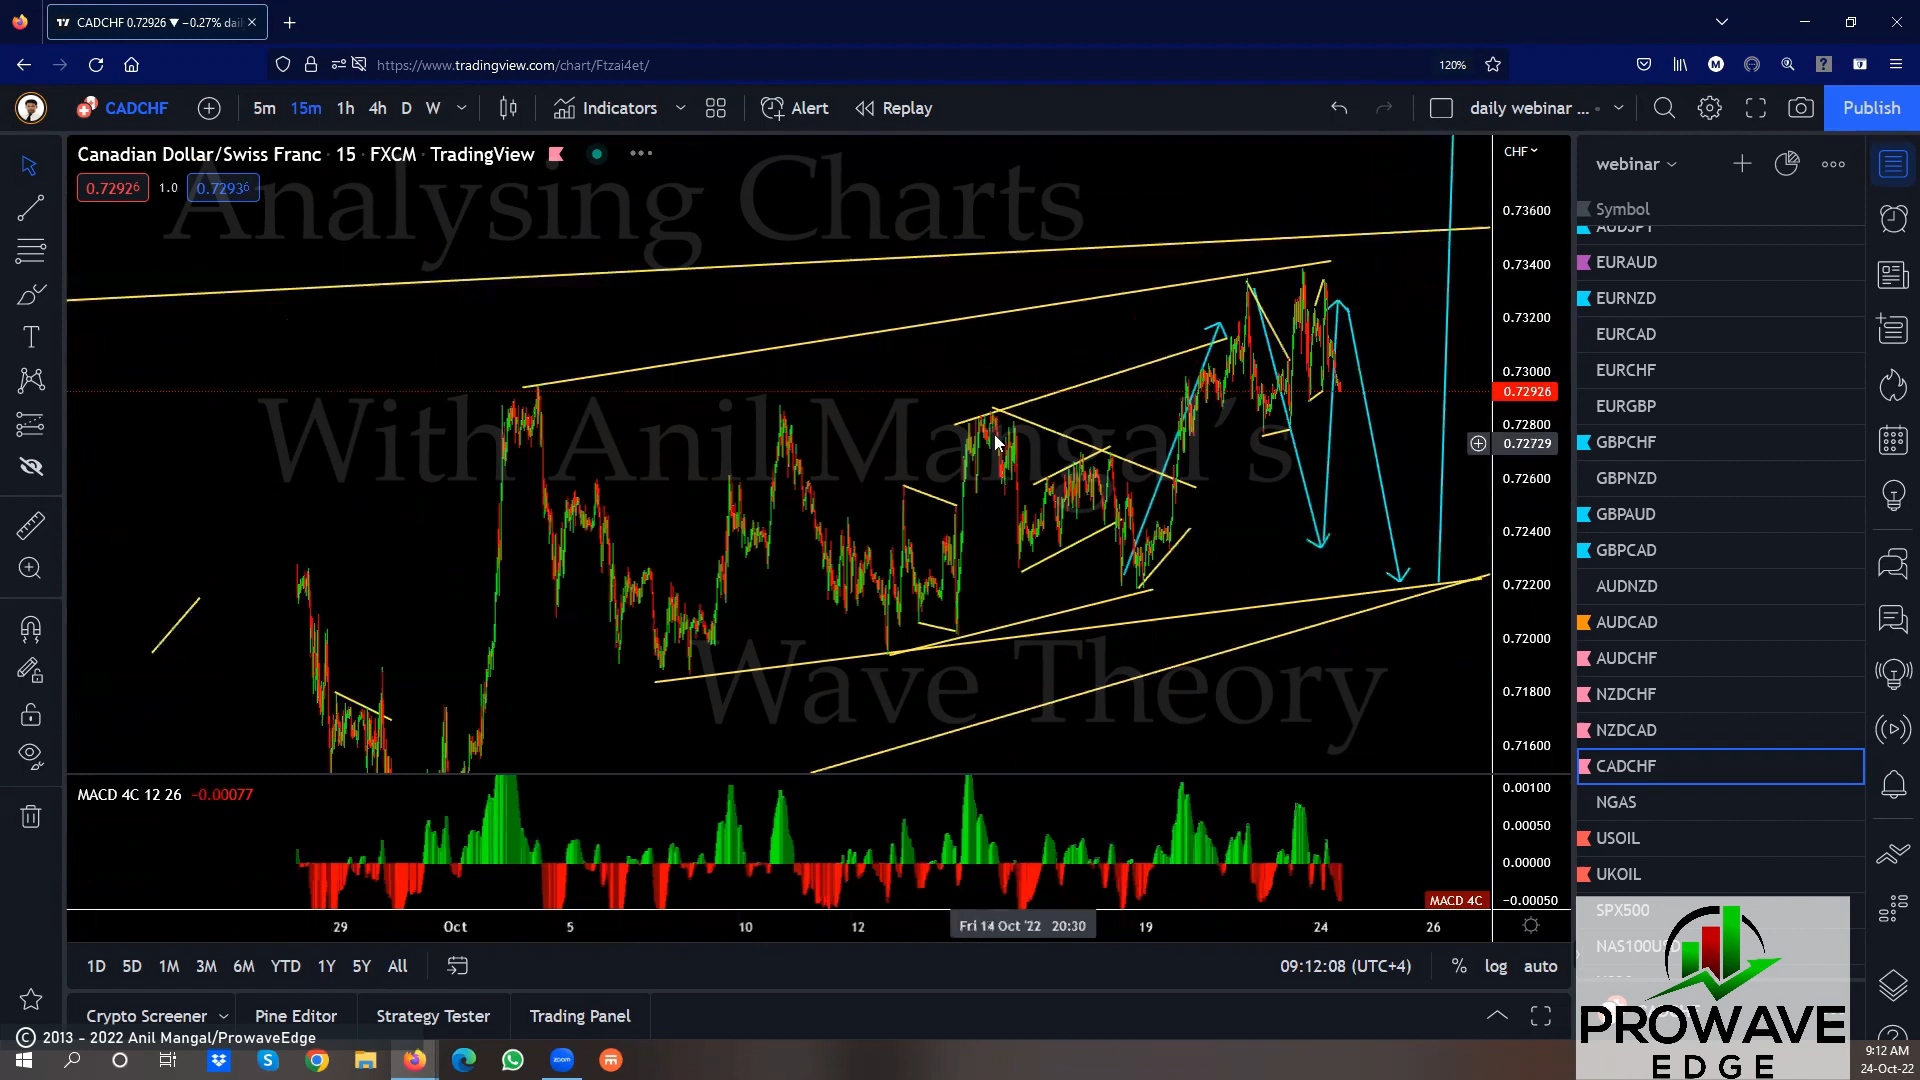 CADCHF 0.72926 ▼ −0.27% dail
https://www.tradingview.com/chart/Ftzai4et/
120%
CADCHF
5m 15m 1h 4h D W
Indicators
Alert
Replay
daily webinar ...
Publish
Canadian Dollar/Swiss Franc · 15 · FXCM · TradingView
0.72926 1.0 0.72936
Analysing Charts
With Anil Mangal's
Wave Theory
CHF
0.73600
0.73400
0.73200
0.73000
0.72926
0.72800
0.72729
0.72600
0.72400
0.72200
0.72000
0.71800
0.71600
MACD 4C 12 26 −0.00077
0.00100
0.00050
0.00000
−0.00050
MACD 4C
29 Oct 5 10 12 Fri 14 Oct '22 20:30 19 24 26
1D 5D 1M 3M 6M YTD 1Y 5Y All
09:12:08 (UTC+4) % log auto
Crypto Screener Pine Editor Strategy Tester Trading Panel
© 2013 - 2022 Anil Mangal/ProwaveEdge
webinar
Symbol
AUDJPY
EURAUD
EURNZD
EURCAD
EURCHF
EURGBP
GBPCHF
GBPNZD
GBPAUD
GBPCAD
AUDNZD
AUDCAD
AUDCHF
NZDCHF
NZDCAD
CADCHF
NGAS
USOIL
UKOIL
SPX500
NAS100USD
PROWAVE
EDGE
zoom
9:12 AM
24-Oct-22